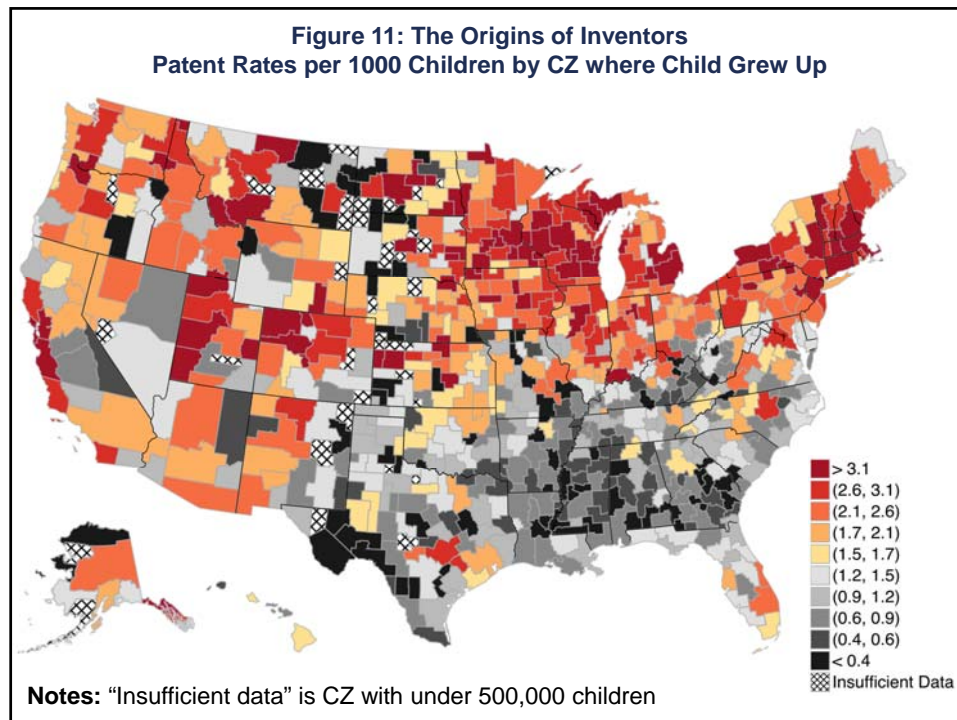 Figure 11: The Origins of Inventors
Patent Rates per 1000 Children by CZ where Child Grew Up
> 3.1
(2.6, 3.1)
(2.1, 2.6)
(1.7, 2.1)
(1.5, 1.7)
(1.2, 1.5)
(0.9, 1.2)
(0.6, 0.9)
(0.4, 0.6)
< 0.4
Insufficient Data
Notes: “Insufficient data” is CZ with under 500,000 children